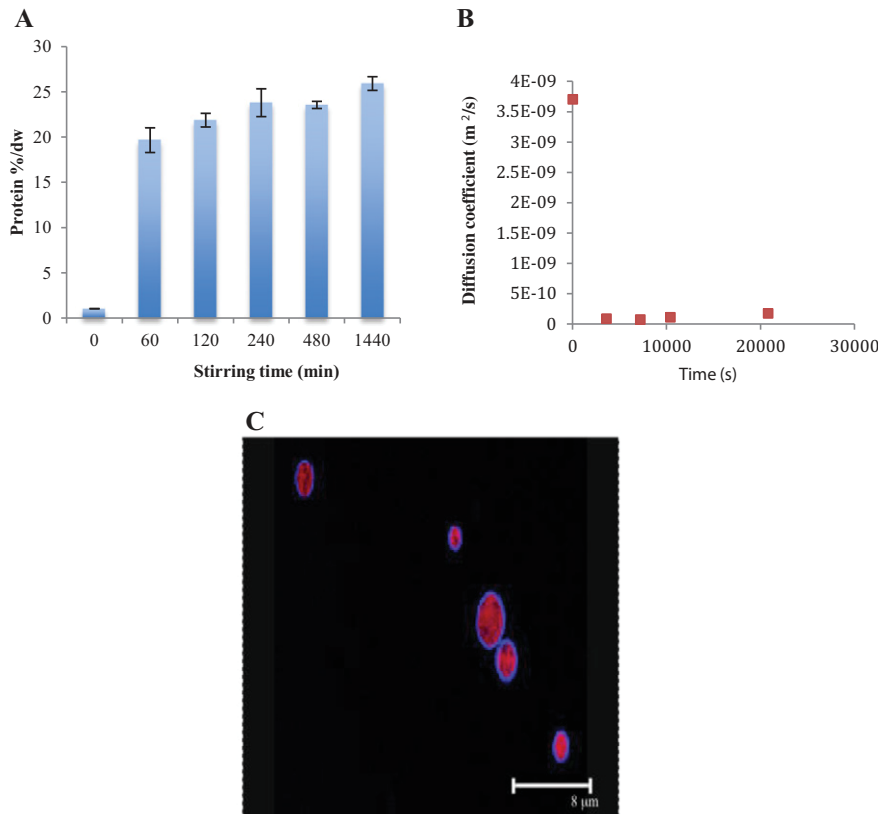 A
Protein %/dw
30
25
20
15
10
5
0
0 60 120 240 480 1440
Stirring time (min)
B
Diffusion coefficient (m²/s)
4E-09
3.5E-09
3E-09
2.5E-09
2E-09
1.5E-09
1E-09
5E-10
0
0 10000 20000 30000
Time (s)
C
8 μm